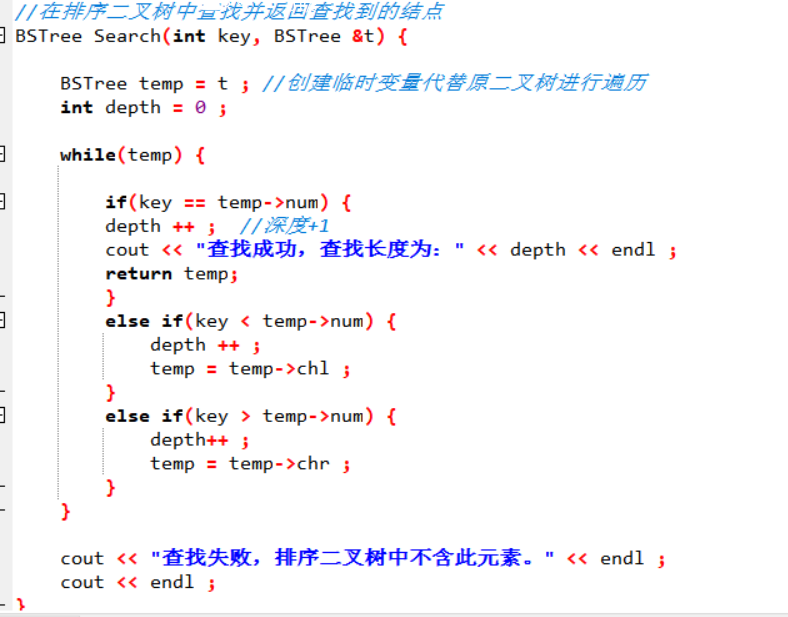 //在排序二叉树中查找并返回查找到的结点
BSTree Search(int key, BSTree &t) {
BSTree temp = t ; //创建临时变量代替原二叉树进行遍历
int depth = 0 ;
while(temp) {
if(key == temp->num) {
depth ++ ; //深度+1
cout << "查找成功，查找长度为：" << depth << endl ;
return temp;
}
else if(key < temp->num) {
depth ++ ;
temp = temp->chl ;
}
else if(key > temp->num) {
depth++ ;
temp = temp->chr ;
}
}
cout << "查找失败，排序二叉树中不含此元素。" << endl ;
cout << endl ;
}